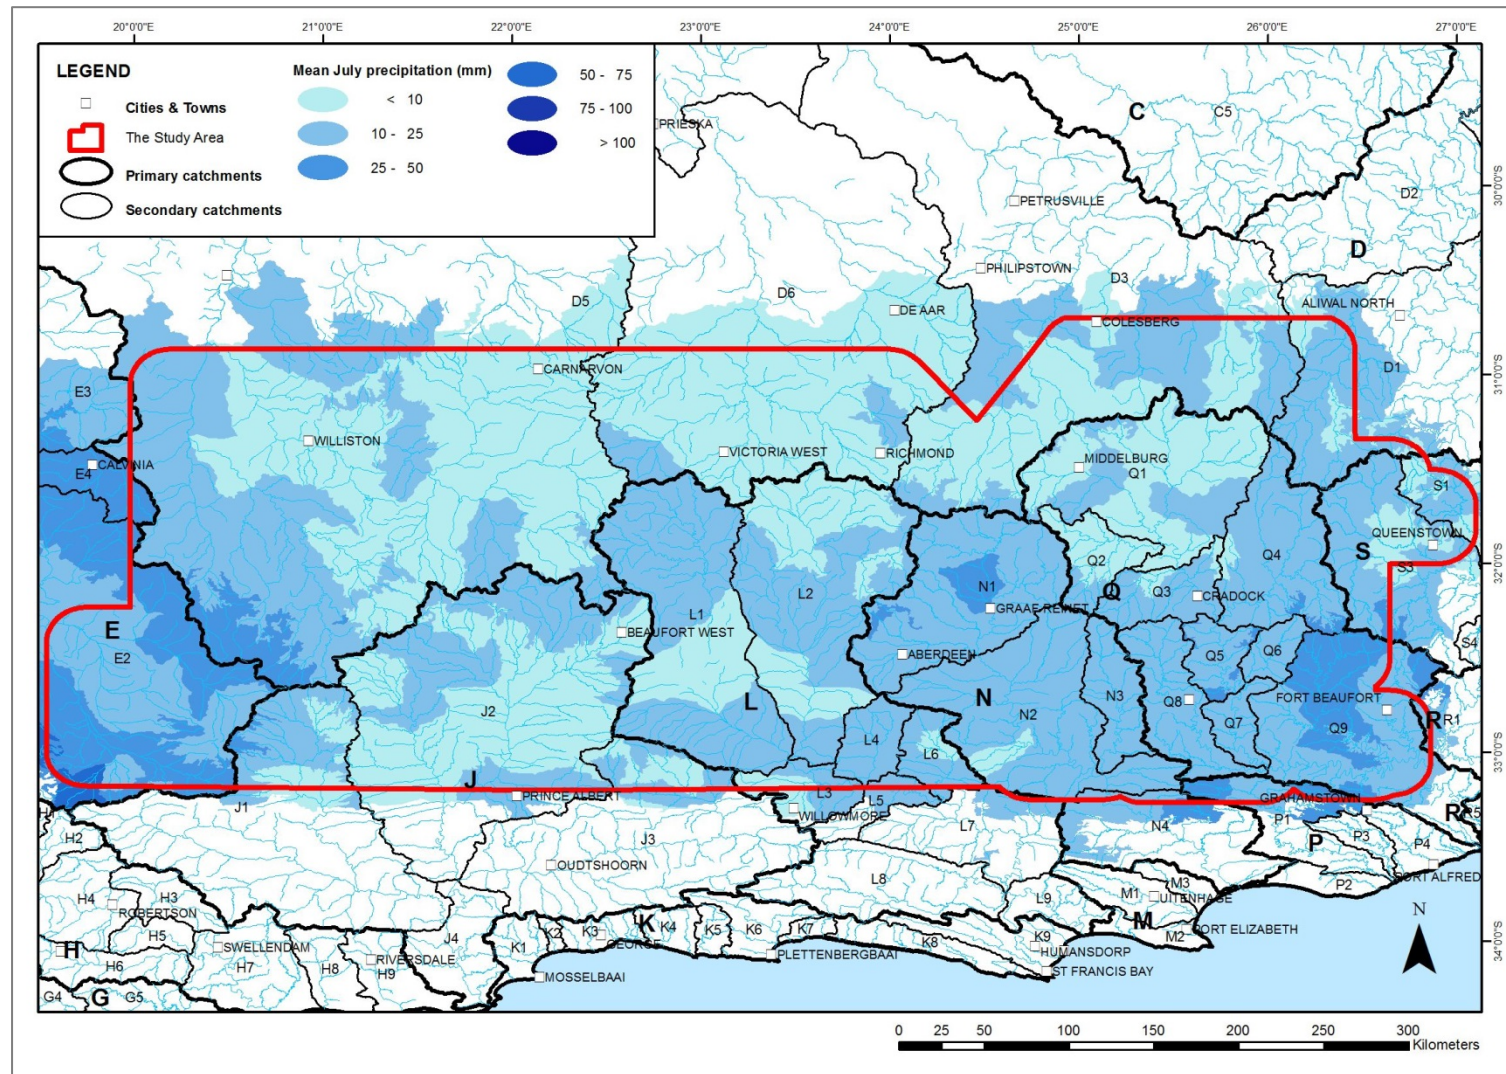 20°0'0"E 21°0'0"E 22°0'0"E 23°0'0"E 24°0'0"E 25°0'0"E 26°0'0"E 27°0'0"E
LEGEND
Cities & Towns
The Study Area
Primary catchments
Secondary catchments
Mean July precipitation (mm)
< 10
10 - 25
25 - 50
50 - 75
75 - 100
> 100
PRIESKA
C
C5
30°0'0"S
D2
PETRUSVILLE
D
PHILIPSTOWN
D3
D5
D6
DE AAR
ALIWAL NORTH
COLESBERG
CARNARVON
D1
31°0'0"S
E3
WILLISTON
VICTORIA WEST
RICHMOND
MIDDELBURG
Q1
CALVINIA
E4
S1
QUEENSTOWN
S
S3
32°0'0"S
Q2
Q4
N1
Q
Q3
CRADOCK
GRAAF REINET
L1
L2
BEAUFORT WEST
E
E2
ABERDEEN
Q5
Q6
S4
FORT BEAUFORT
L
N
N3
Q8
J2
N2
Q7
Q9
R
R1
L4
L6
33°0'0"S
J
PRINCE ALBERT
L3
L5
WILLOWMORE
GRAHAMSTOWN
J1
H1
H2
J3
L7
N4
P1
P
P3
P4
R
R5
OUDTSHOORN
L8
PORT ALFRED
P2
H4
H3
ROBERTSON
M3
M1
UITENHAGE
L9
M
M2
PORT ELIZABETH
H5
H
H6
SWELLENDAM
H7
H8
RIVERSDALE
H9
J4
K1
K2
K3
GEORGE
K
K4
K5
K6
K7
K8
K9
HUMANSDORP
PLETTENBERGBAAI
ST FRANCIS BAY
MOSSELBAAI
34°0'0"S
G4
G
G5
N
0 25 50 100 150 200 250 300
Kilometers